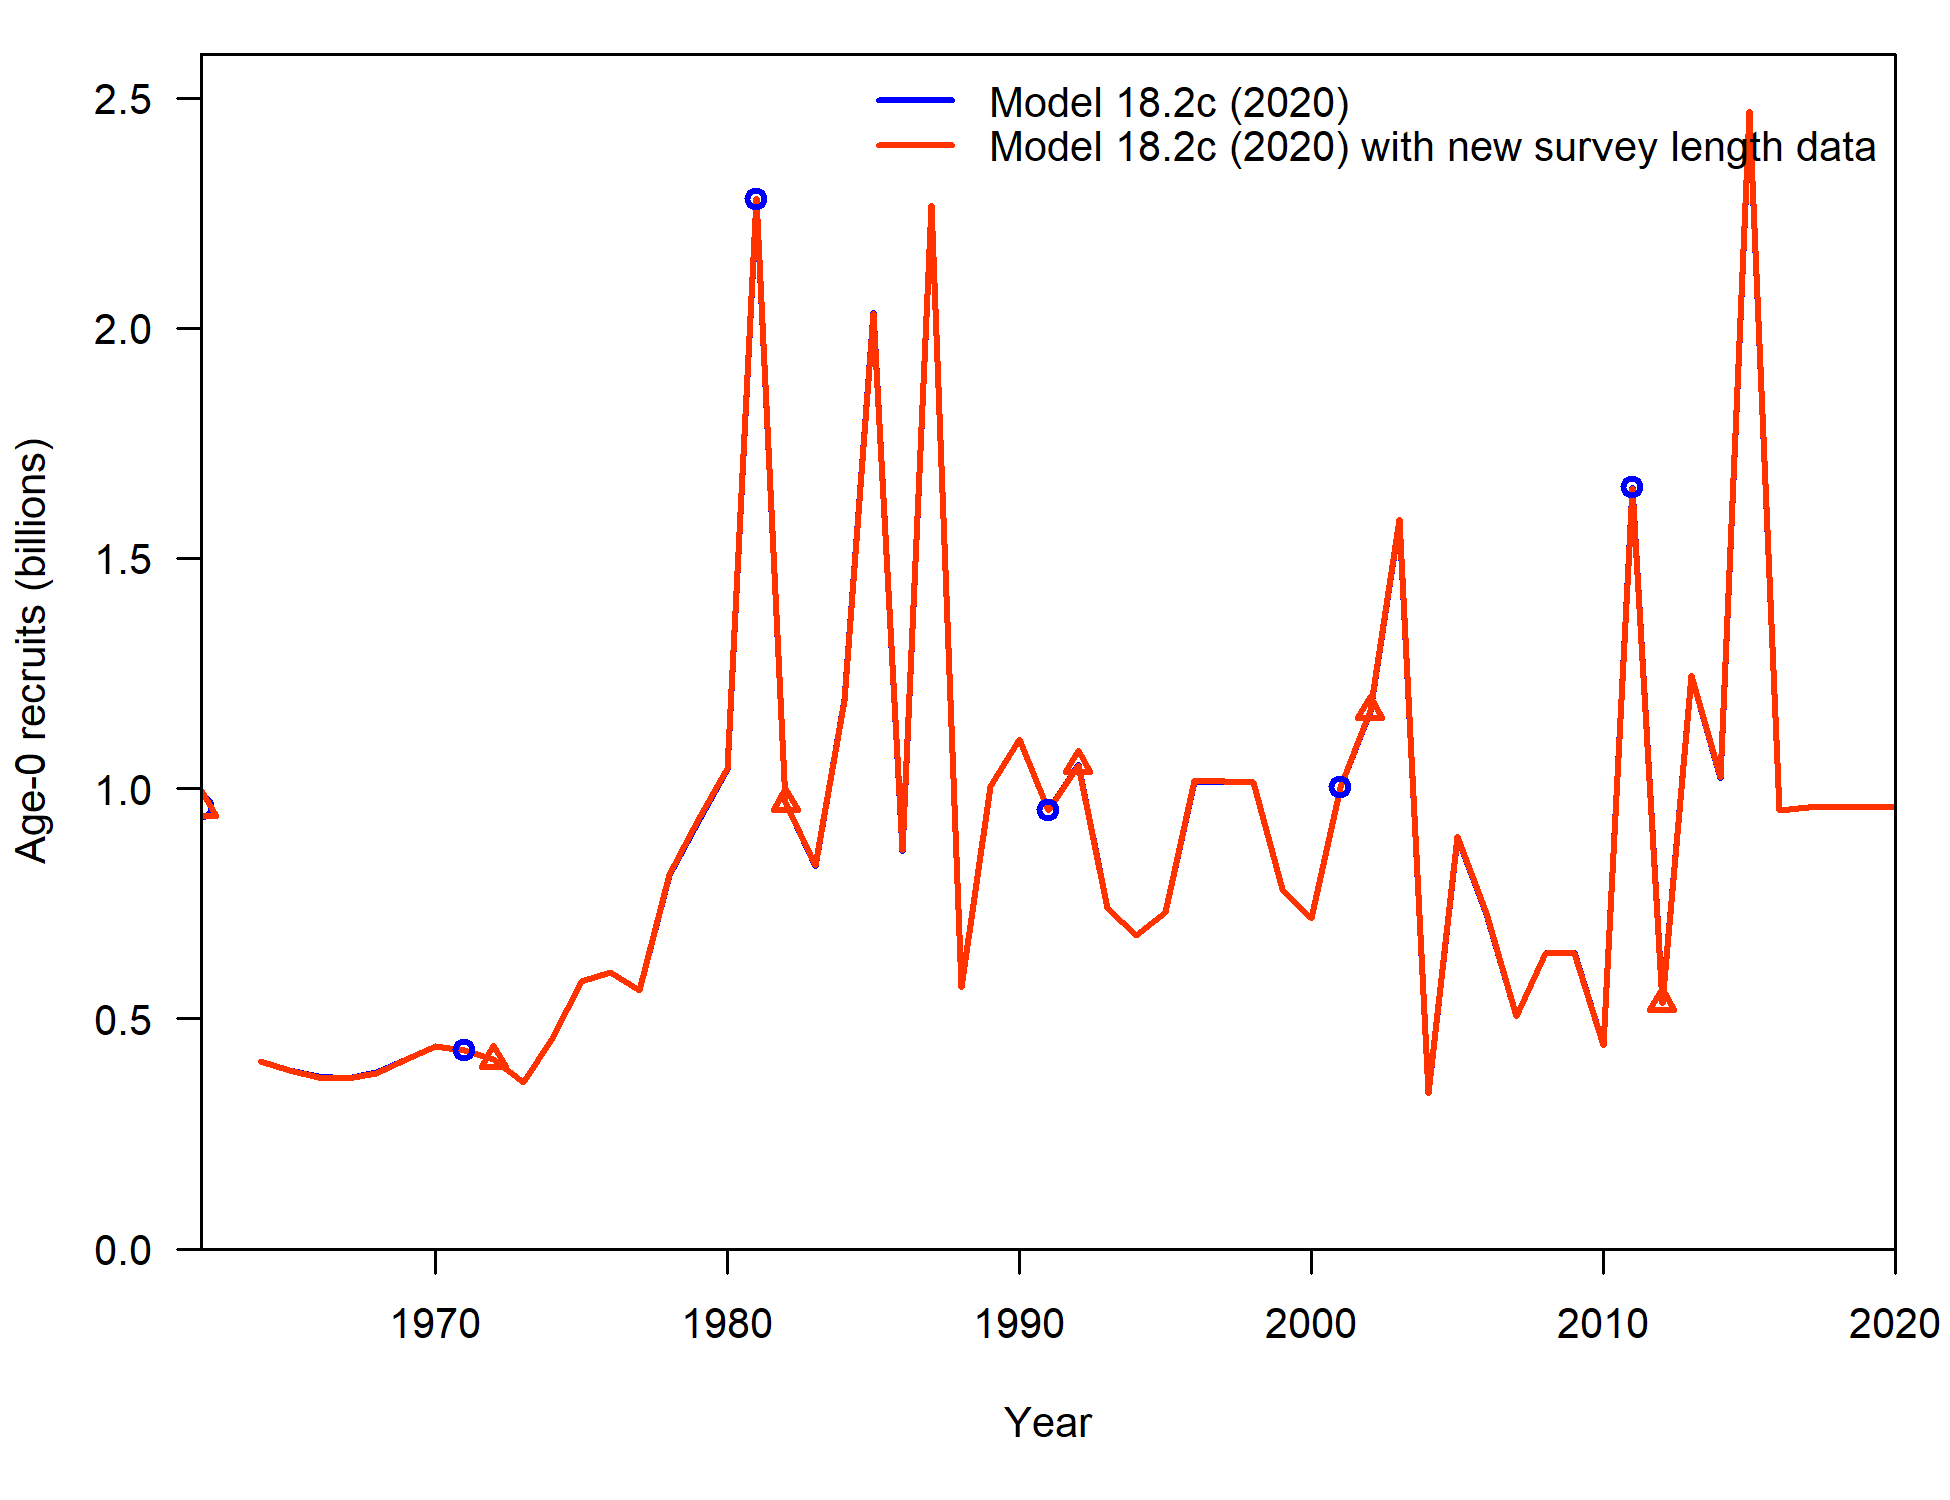 Model 18.2c (2020)
Model 18.2c (2020) with new survey length data
2.5
2.0
1.5
1.0
0.5
0.0
Age-0 recruits (billions)
1970 1980 1990 2000 2010 2020
Year